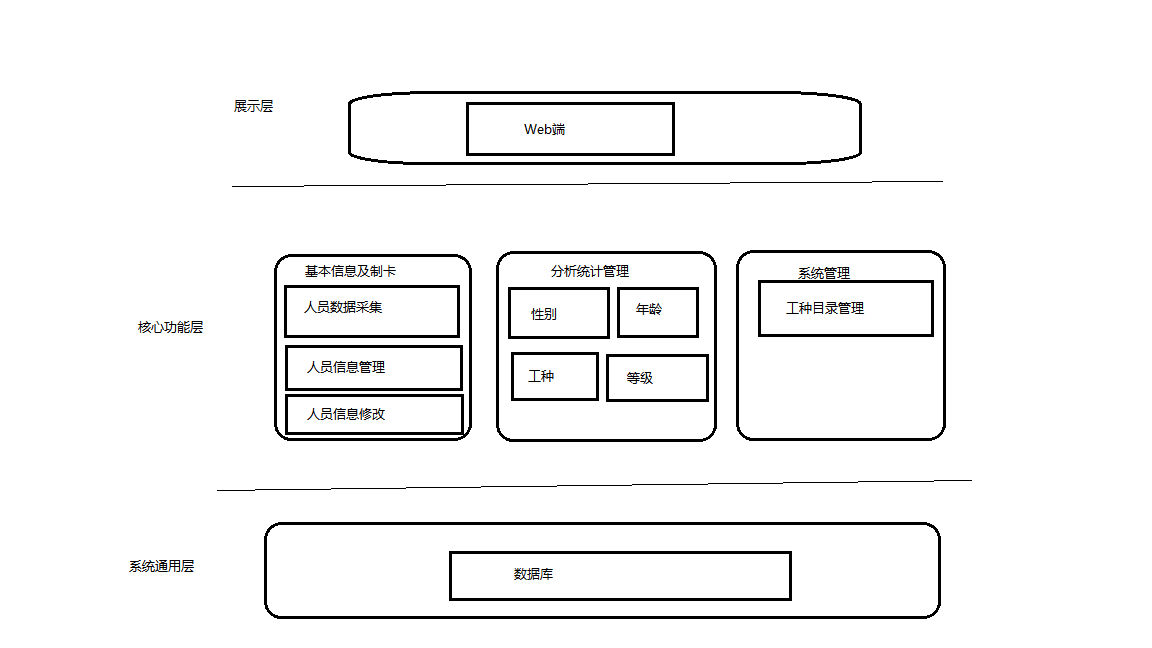 展示层
Web端
核心功能层
基本信息及制卡
人员数据采集
人员信息管理
人员信息修改
分析统计管理
性别
年龄
工种
等级
系统管理
工种目录管理
系统通用层
数据库